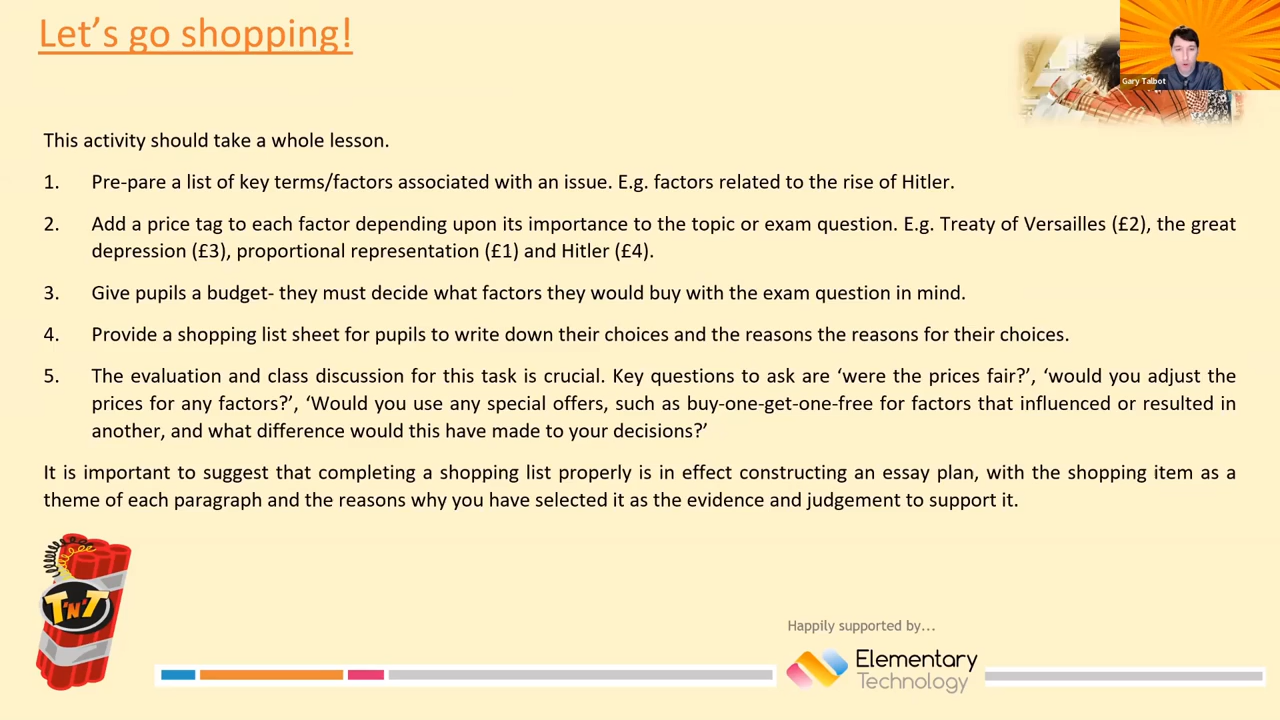 Let's go shopping!
Gary Talbot
This activity should take a whole lesson.
1. Pre-pare a list of key terms/factors associated with an issue. E.g. factors related to the rise of Hitler.
2. Add a price tag to each factor depending upon its importance to the topic or exam question. E.g. Treaty of Versailles (£2), the great
depression (£3), proportional representation (£1) and Hitler (£4).
3. Give pupils a budget- they must decide what factors they would buy with the exam question in mind.
4. Provide a shopping list sheet for pupils to write down their choices and the reasons the reasons for their choices.
5. The evaluation and class discussion for this task is crucial. Key questions to ask are ‘were the prices fair?’, ‘would you adjust the
prices for any factors?’, ‘Would you use any special offers, such as buy-one-get-one-free for factors that influenced or resulted in
another, and what difference would this have made to your decisions?’
It is important to suggest that completing a shopping list properly is in effect constructing an essay plan, with the shopping item as a
theme of each paragraph and the reasons why you have selected it as the evidence and judgement to support it.
T'N'T
Happily supported by...
Elementary
Technology